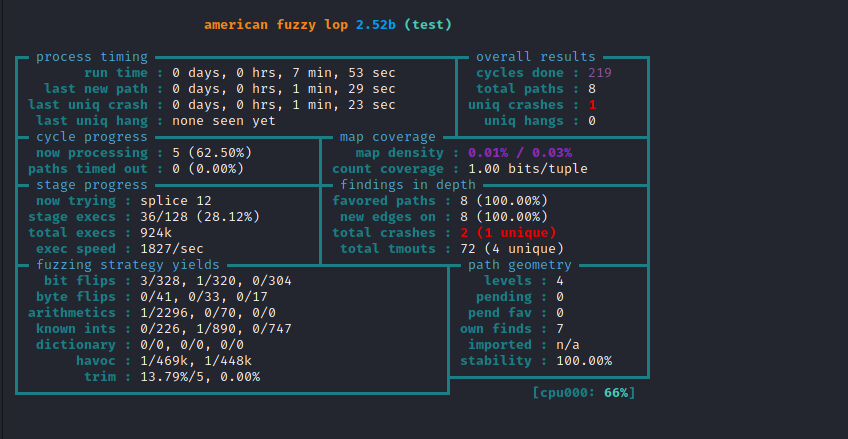 american fuzzy lop 2.52b (test)
process timing overall results
run time : 0 days, 0 hrs, 7 min, 53 sec cycles done : 219
last new path : 0 days, 0 hrs, 1 min, 29 sec total paths : 8
last uniq crash : 0 days, 0 hrs, 1 min, 23 sec uniq crashes : 1
last uniq hang : none seen yet uniq hangs : 0
cycle progress map coverage
now processing : 5 (62.50%) map density : 0.01% / 0.03%
paths timed out : 0 (0.00%) count coverage : 1.00 bits/tuple
stage progress findings in depth
now trying : splice 12 favored paths : 8 (100.00%)
stage execs : 36/128 (28.12%) new edges on : 8 (100.00%)
total execs : 924k total crashes : 2 (1 unique)
exec speed : 1827/sec total tmouts : 72 (4 unique)
fuzzing strategy yields path geometry
bit flips : 3/328, 1/320, 0/304 levels : 4
byte flips : 0/41, 0/33, 0/17 pending : 0
arithmetics : 1/2296, 0/70, 0/0 pend fav : 0
known ints : 0/226, 1/890, 0/747 own finds : 7
dictionary : 0/0, 0/0, 0/0 imported : n/a
havoc : 1/469k, 1/448k stability : 100.00%
trim : 13.79%/5, 0.00%
[cpu000: 66%]